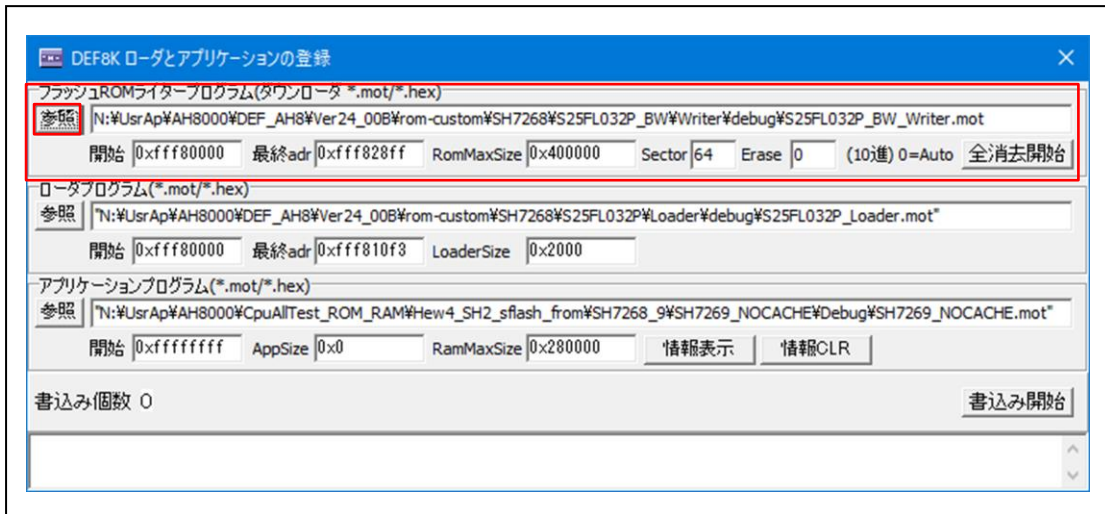 DEF8K ローダとアプリケーションの登録
フラッシュROMライタープログラム(ダウンローダ *.mot/*.hex)
参照 N:¥UsrAp¥AH8000¥DEF_AH8¥Ver24_00B¥rom-custom¥SH7268¥S25FL032P_BW¥Writer¥debug¥S25FL032P_BW_Writer.mot
開始 0xfff80000 最終adr 0xfff828ff RomMaxSize 0x400000 Sector 64 Erase 0 (10進) 0=Auto 全消去開始
ローダプログラム(*.mot/*.hex)
参照 "N:¥UsrAp¥AH8000¥DEF_AH8¥Ver24_00B¥rom-custom¥SH7268¥S25FL032P¥Loader¥debug¥S25FL032P_Loader.mot"
開始 0xfff80000 最終adr 0xfff810f3 LoaderSize 0x2000
アプリケーションプログラム(*.mot/*.hex)
参照 "N:¥UsrAp¥AH8000¥CpuAllTest_ROM_RAM¥Hew4_SH2_sflash_from¥SH7268_9¥SH7269_NOCACHE¥Debug¥SH7269_NOCACHE.mot"
開始 0xffffffff AppSize 0x0 RamMaxSize 0x280000 情報表示 情報CLR
書込み個数 0 書込み開始